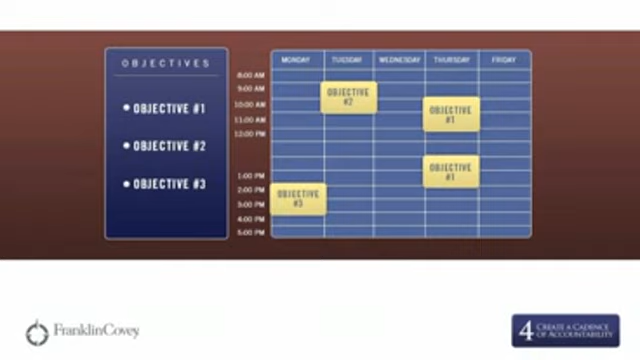 OBJECTIVES
OBJECTIVE #1
OBJECTIVE #2
OBJECTIVE #3
MONDAY TUESDAY WEDNESDAY THURSDAY FRIDAY
8:00 AM
9:00 AM
10:00 AM
11:00 AM
12:00 PM
1:00 PM
2:00 PM
3:00 PM
4:00 PM
5:00 PM
OBJECTIVE
#2
OBJECTIVE
#1
OBJECTIVE
#1
OBJECTIVE
#3
FranklinCovey
4 CREATE A CADENCE
OF ACCOUNTABILITY